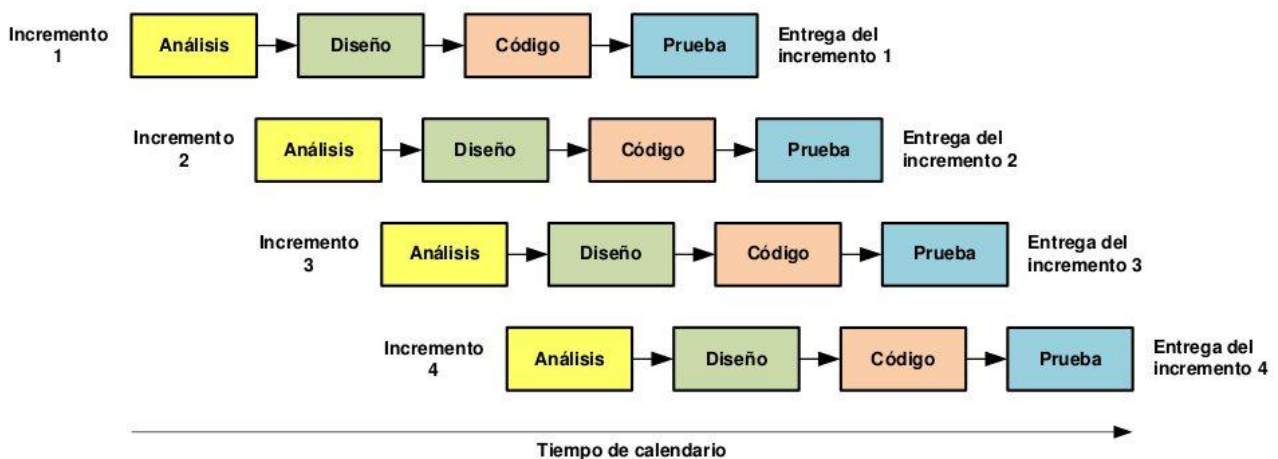 Incremento
1
Análisis
Diseño
Código
Prueba
Entrega del
incremento 1
Incremento
2
Análisis
Diseño
Código
Prueba
Entrega del
incremento 2
Incremento
3
Análisis
Diseño
Código
Prueba
Entrega del
incremento 3
Incremento
4
Análisis
Diseño
Código
Prueba
Entrega del
incremento 4
Tiempo de calendario